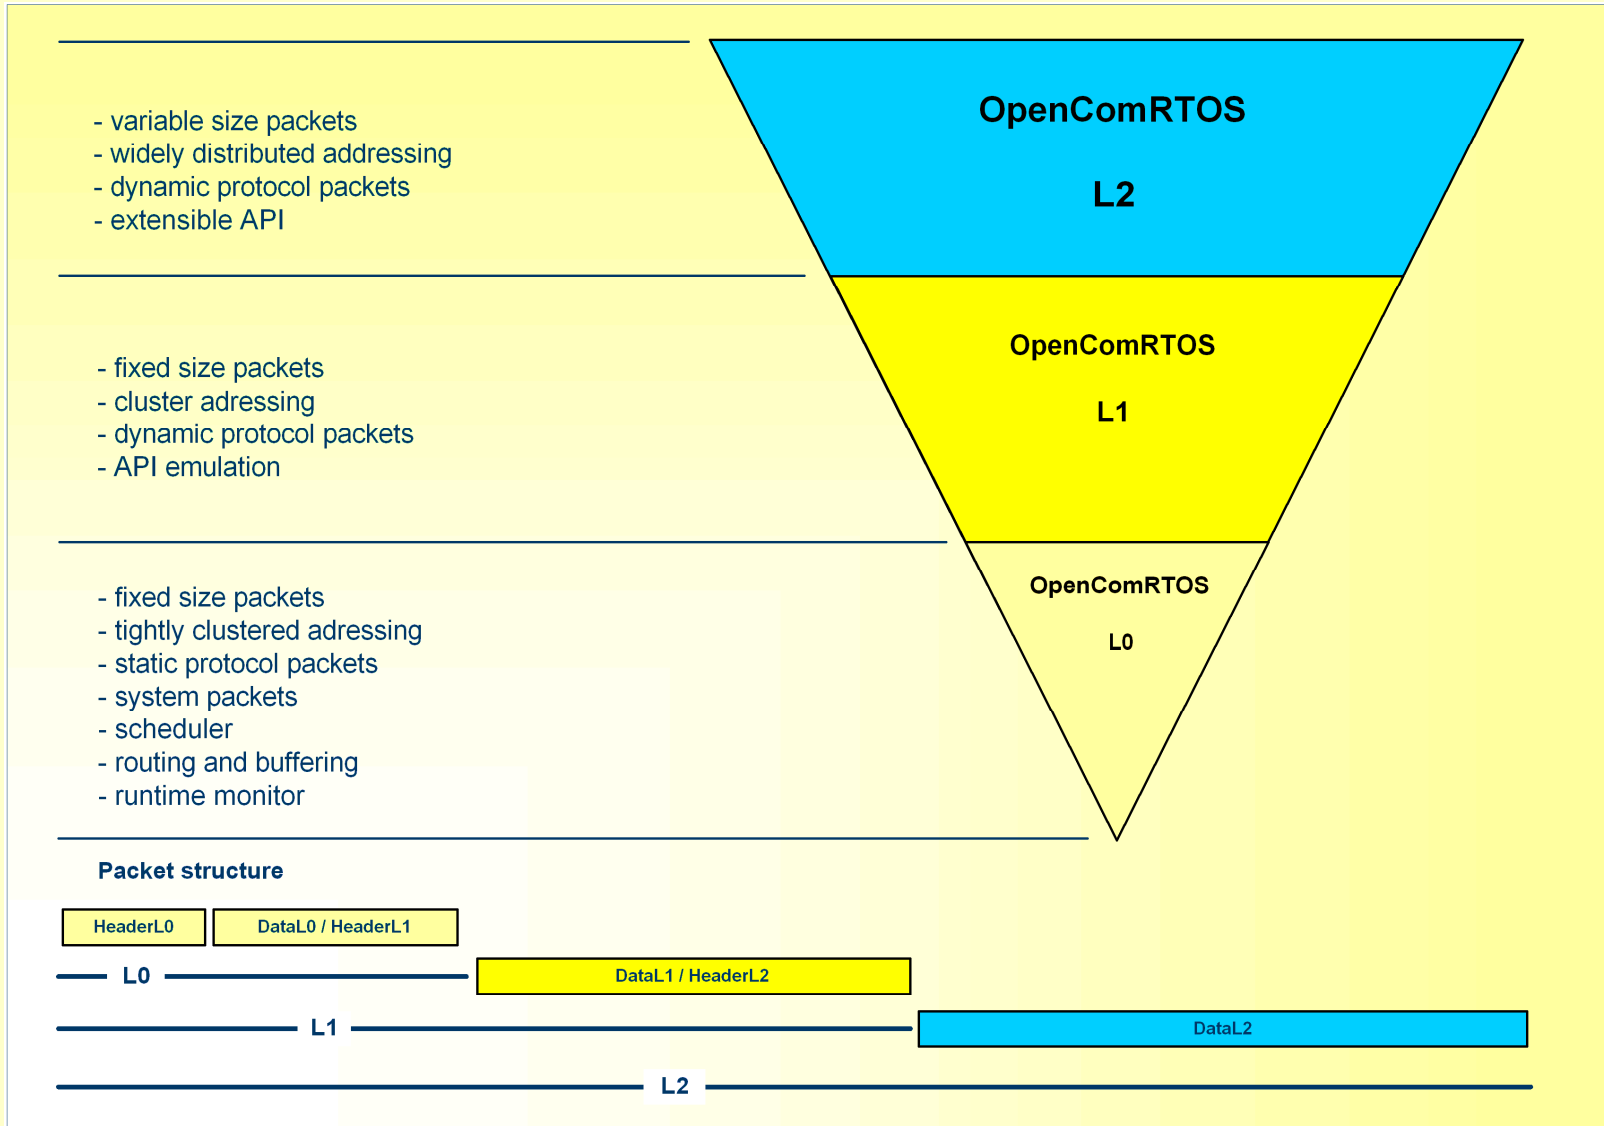 OpenComRTOS
L2
- variable size packets
- widely distributed addressing
- dynamic protocol packets
- extensible API
OpenComRTOS
L1
- fixed size packets
- cluster adressing
- dynamic protocol packets
- API emulation
OpenComRTOS
L0
- fixed size packets
- tightly clustered adressing
- static protocol packets
- system packets
- scheduler
- routing and buffering
- runtime monitor
Packet structure
HeaderL0
DataL0 / HeaderL1
L0
DataL1 / HeaderL2
L1
DataL2
L2